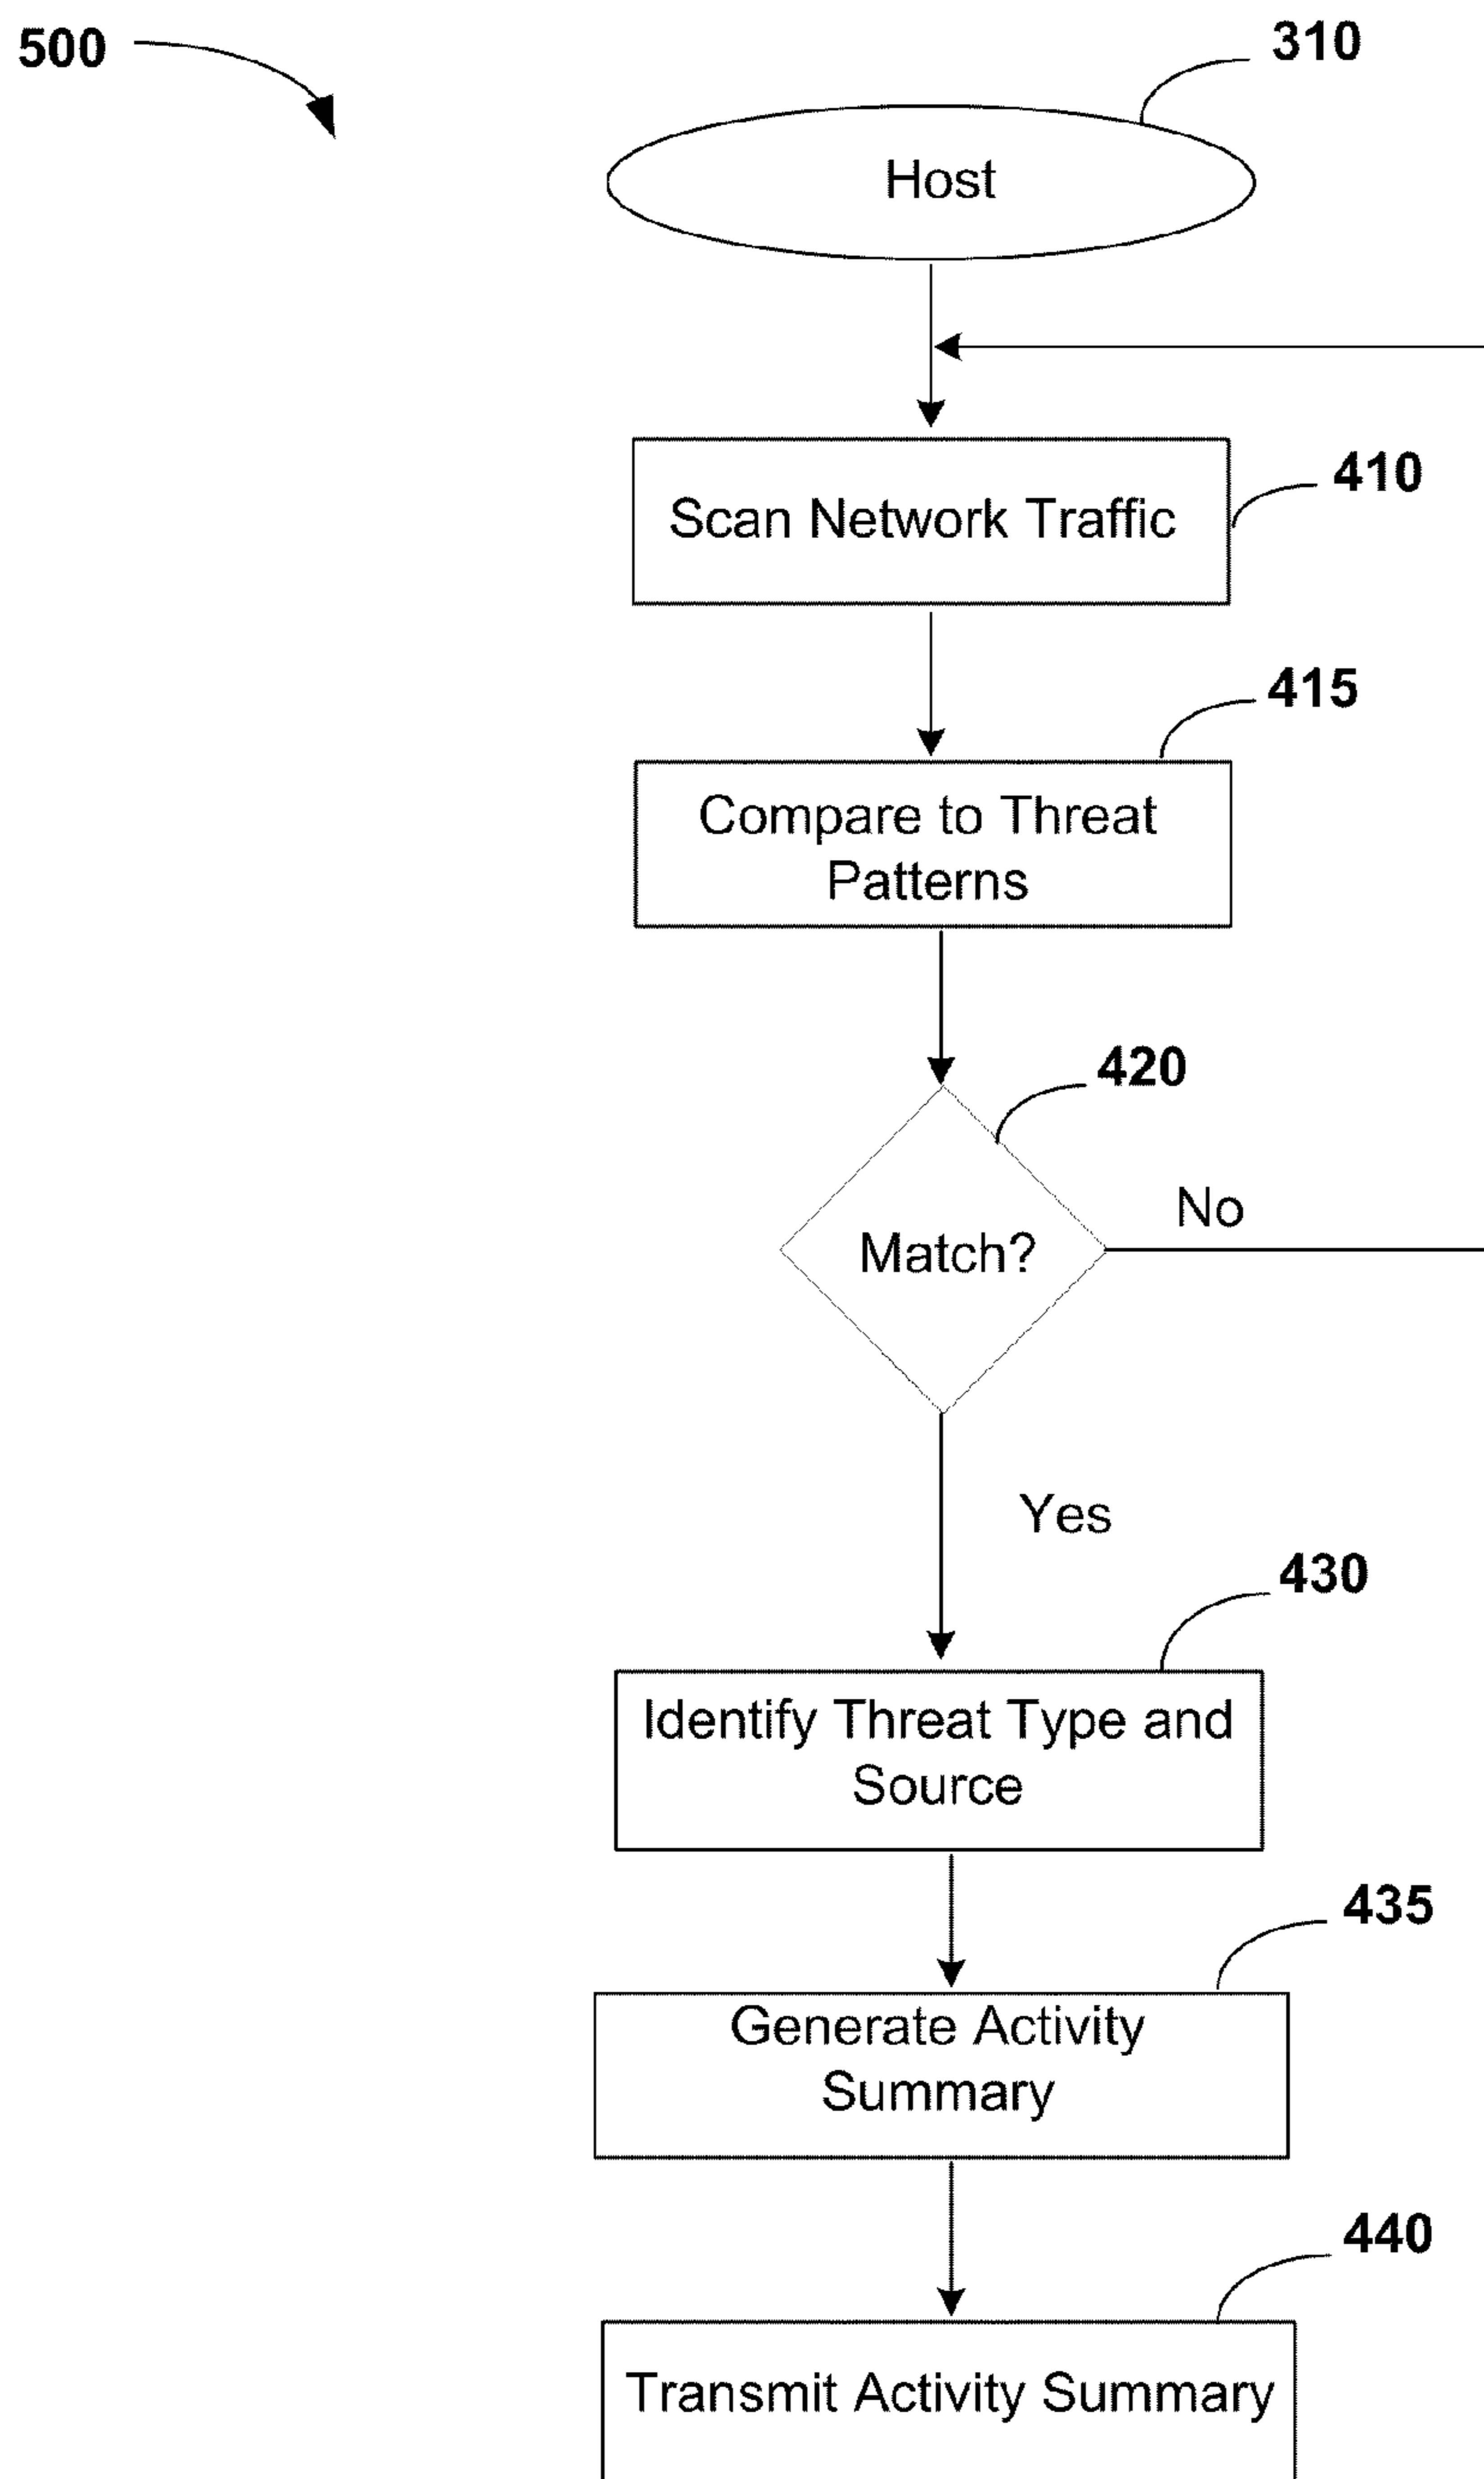 500
310
Host
Scan Network Traffic
410
415
Compare to Threat
Patterns
420
Match?
No
Yes
430
Identify Threat Type and
Source
435
Generate Activity
Summary
440
Transmit Activity Summary